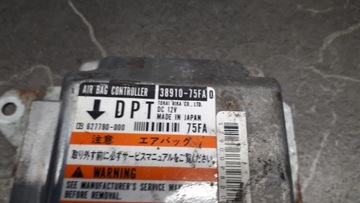 AIR BAG CONTROLLER 38910-75FA0
TOKAI RIKA CO., LTD.
DC 12V
DPT MADE IN JAPAN
627780-000 75FA
注意 エアバッグ
取り外す前に必ずサービスマニュアルをご覧ください
WARNING
SEE MANUFACTURER'S SERVICE
BEFORE REMOVAL.